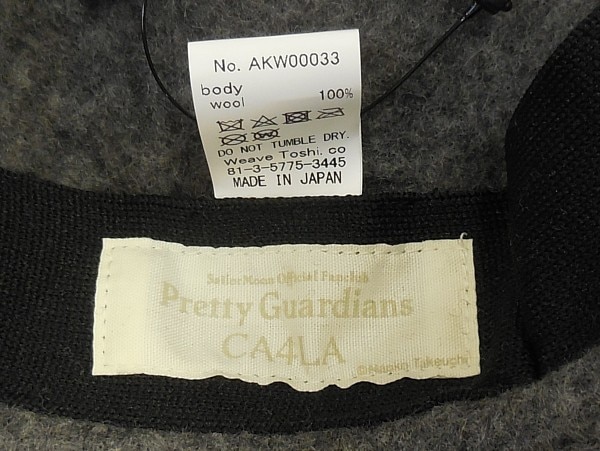 No. AKW00033
body
wool 100%
DO NOT TUMBLE DRY.
Weave Toshi. co
81-3-5775-3445
MADE IN JAPAN
SailorMoon Official Fanclub
Pretty Guardians
CA4LA
©Naoko Takeuchi